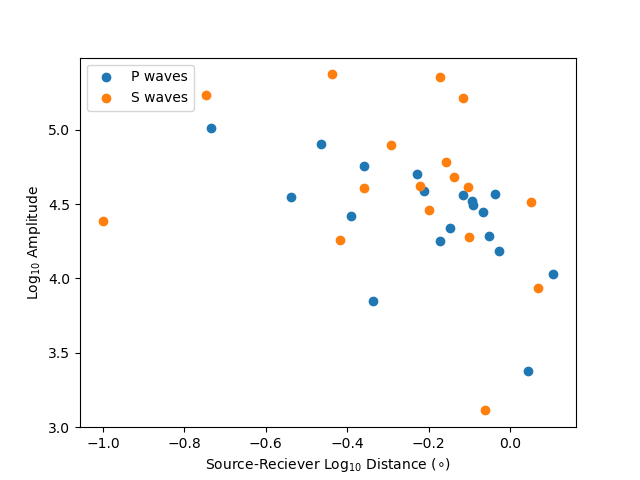 P waves
S waves
5.0
4.5
4.0
3.5
3.0
Log₁₀ Amplitude
−1.0 −0.8 −0.6 −0.4 −0.2 0.0
Source-Reciever Log₁₀ Distance (∘)